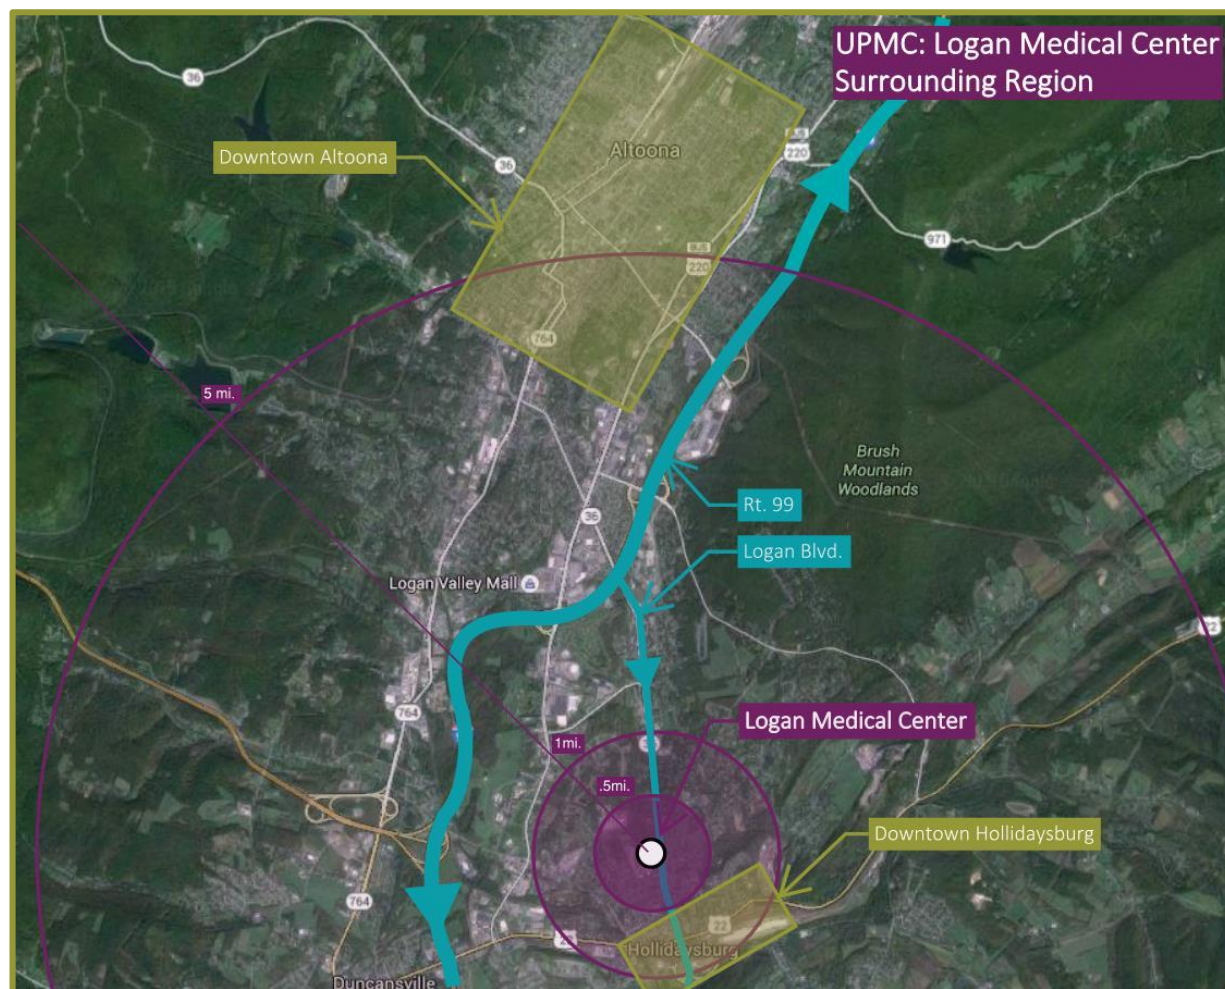 UPMC: Logan Medical Center
Surrounding Region
36
Downtown Altoona
36
Altoona
BUS
220
971
BUS
220
764
5 mi.
Brush
Mountain
Woodlands
Rt. 99
36
Logan Blvd.
Logan Valley Mall
22
764
Logan Medical Center
1mi.
.5mi.
Downtown Hollidaysburg
764
22
Hollidaysburg
Duncansville